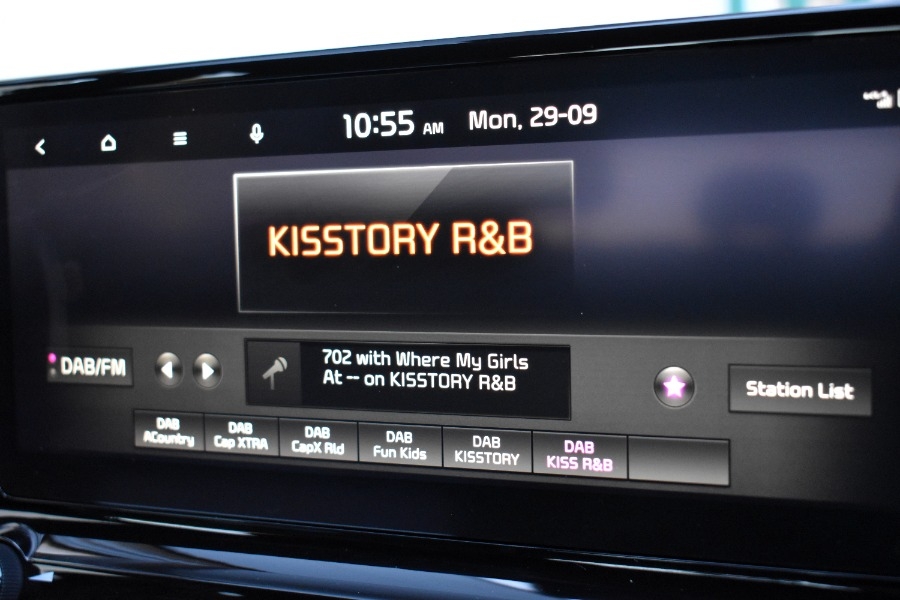 10:55 AM Mon, 29-09
KISSTORY R&B
DAB/FM
702 with Where My Girls
At -- on KISSTORY R&B
Station List
DAB
ACountry
DAB
Cap XTRA
DAB
CapX Rld
DAB
Fun Kids
DAB
KISSTORY
DAB
KISS R&B